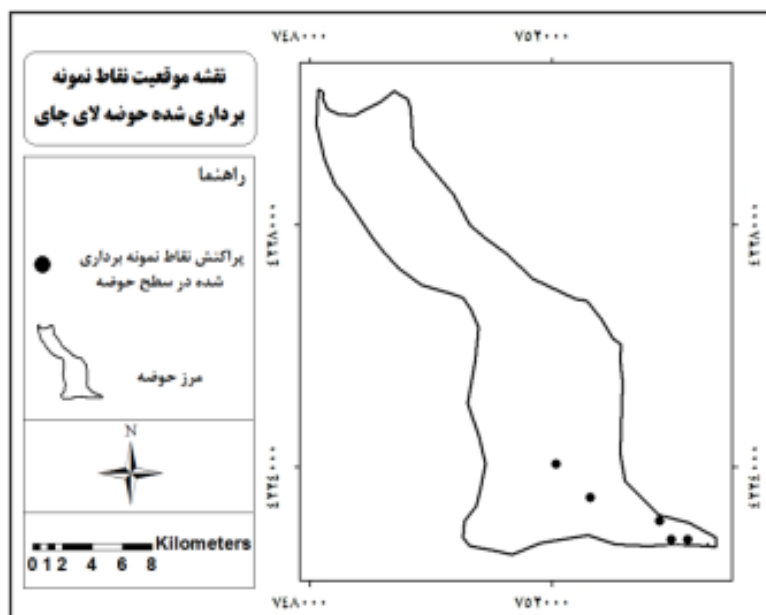 نقشه موقعیت نقاط نمونه
برداری شده حوضه لای چای
راهنما
پراکنش نقاط نمونه برداری
شده در سطح حوضه
مرز حوضه
N
Kilometers
0 1 2 4 6 8
۷۴۸۰۰۰ ۷۵۲۰۰۰
۴۲۲۸۰۰۰ ۴۲۲۸۰۰۰
۴۲۲۴۰۰۰ ۴۲۲۴۰۰۰
۷۴۸۰۰۰ ۷۵۲۰۰۰